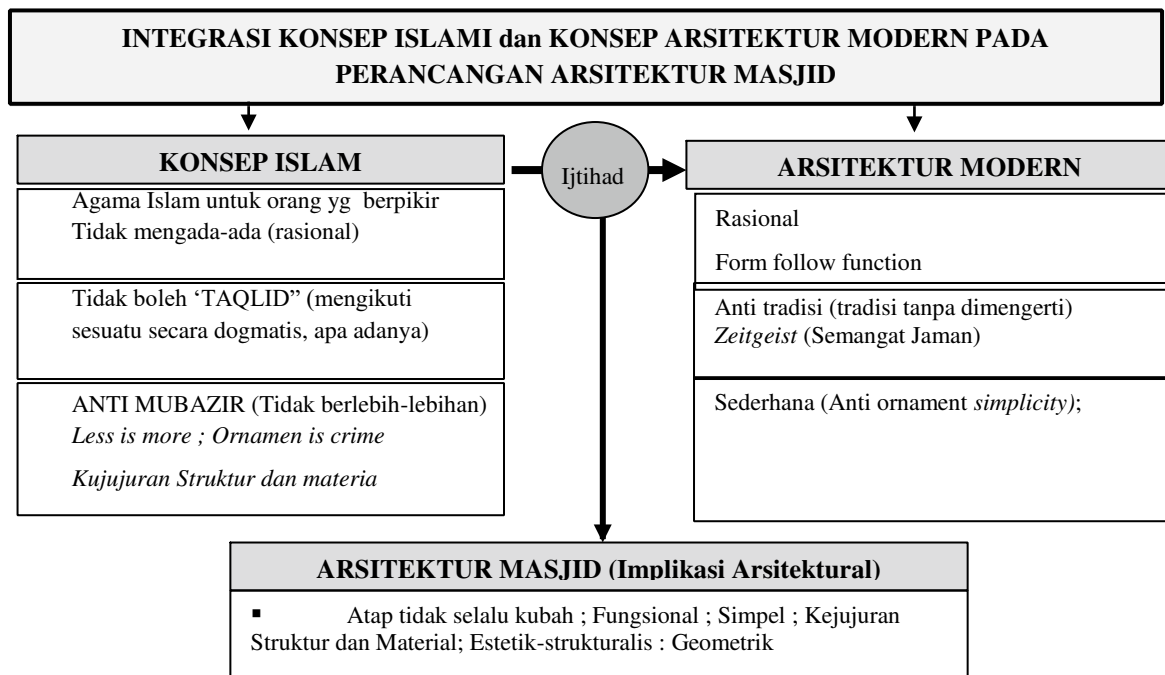 INTEGRASI KONSEP ISLAMI dan KONSEP ARSITEKTUR MODERN PADA
PERANCANGAN ARSITEKTUR MASJID
KONSEP ISLAM
Agama Islam untuk orang yg berpikir
Tidak mengada-ada (rasional)
Tidak boleh ‘TAQLID” (mengikuti
sesuatu secara dogmatis, apa adanya)
ANTI MUBAZIR (Tidak berlebih-lebihan)
Less is more ; Ornamen is crime
Kujujuran Struktur dan materia
Ijtihad
ARSITEKTUR MODERN
Rasional
Form follow function
Anti tradisi (tradisi tanpa dimengerti)
Zeitgeist (Semangat Jaman)
Sederhana (Anti ornament simplicity);
ARSITEKTUR MASJID (Implikasi Arsitektural)
▪ Atap tidak selalu kubah ; Fungsional ; Simpel ; Kejujuran
Struktur dan Material; Estetik-strukturalis : Geometrik